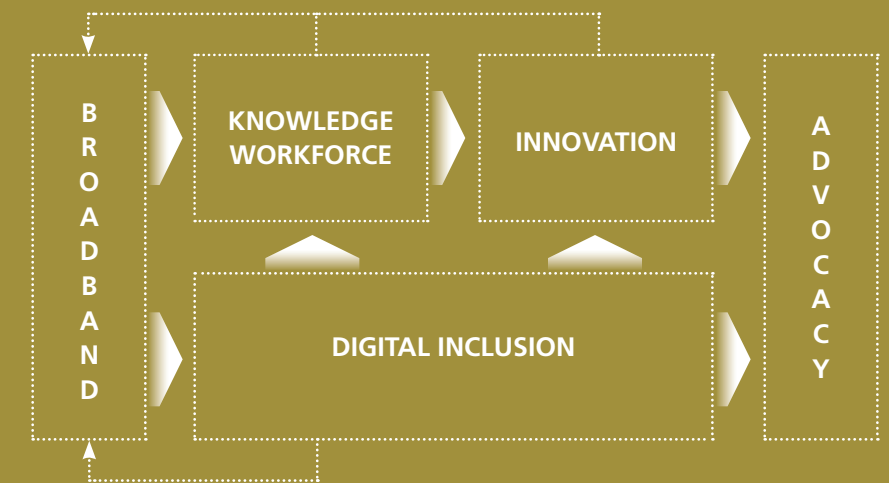 BROADBAND
KNOWLEDGE
WORKFORCE
INNOVATION
DIGITAL INCLUSION
ADVOCACY